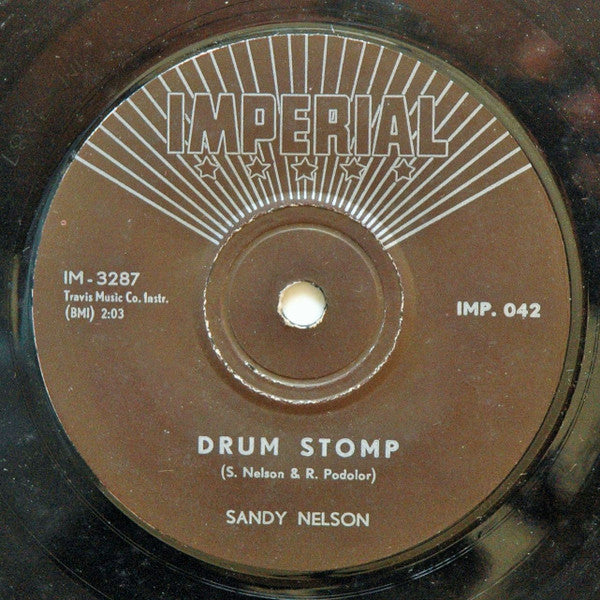 IMPERIAL
IM-3287
Travis Music Co. Instr.
(BMI) 2:03
IMP. 042
DRUM STOMP
(S. Nelson & R. Podolor)
SANDY NELSON